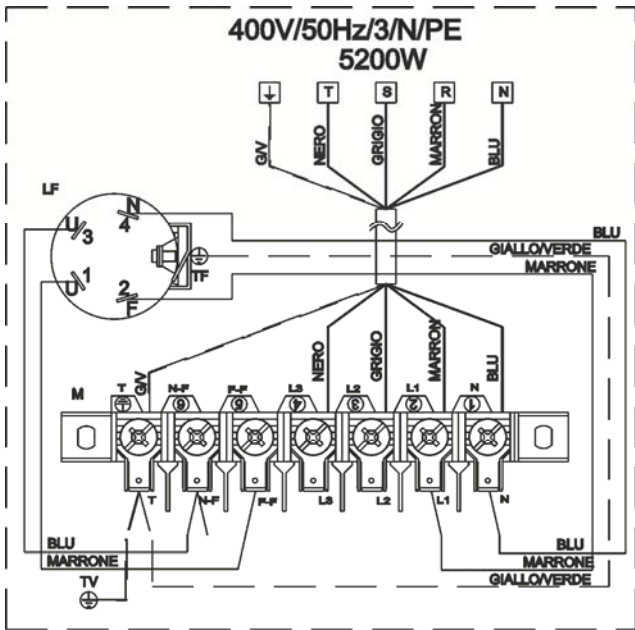 400V/50Hz/3/N/PE
5200W
T S R N
G/V NERO GRIGIO MARRON BLU
LF
N
U 3 4
1 2
U F
TF
BLU
GIALLO/VERDE
MARRONE
G/V NERO GRIGIO MARRON BLU
M T N-F F-F L3 L2 L1 N
6 5 4 3 2 1
T N-F F-F L3 L2 L1 N
BLU BLU
MARRONE MARRONE
TV GIALLO/VERDE